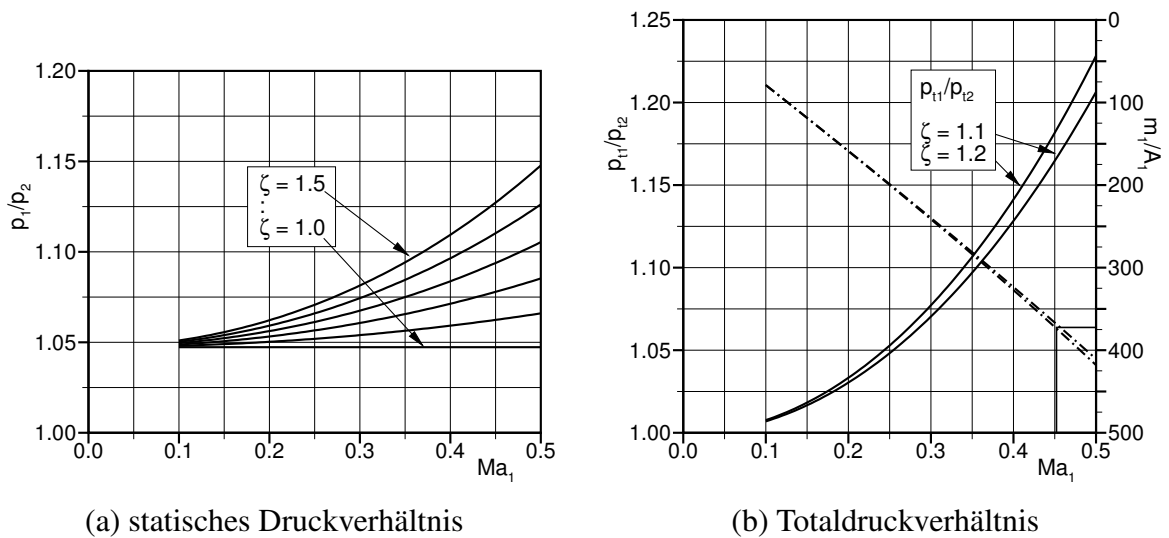 1.20
1.15
1.10
1.05
1.00
p1/p2
ζ = 1.5
:
ζ = 1.0
0.0 0.1 0.2 0.3 0.4 0.5
Ma1
(a) statisches Druckverhältnis
1.25
1.20
1.15
1.10
1.05
1.00
pt1/pt2
pt1/pt2
ζ = 1.1
ζ = 1.2
0
100
200
300
400
500
m1/A1
0.0 0.1 0.2 0.3 0.4 0.5
Ma1
(b) Totaldruckverhältnis